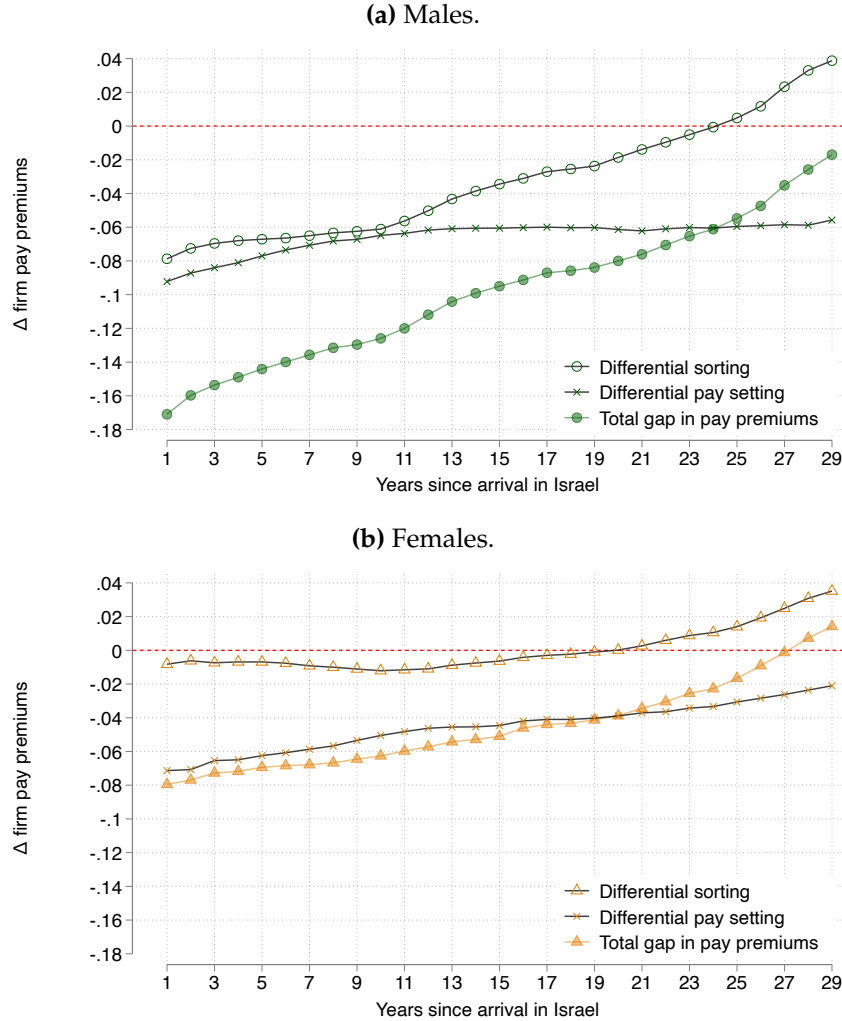 (a) Males.
.04
.02
0
-.02
-.04
-.06
-.08
-.1
-.12
-.14
-.16
-.18
Δ firm pay premiums
Differential sorting
Differential pay setting
Total gap in pay premiums
1 3 5 7 9 11 13 15 17 19 21 23 25 27 29
Years since arrival in Israel
(b) Females.
.04
.02
0
-.02
-.04
-.06
-.08
-.1
-.12
-.14
-.16
-.18
Δ firm pay premiums
Differential sorting
Differential pay setting
Total gap in pay premiums
1 3 5 7 9 11 13 15 17 19 21 23 25 27 29
Years since arrival in Israel